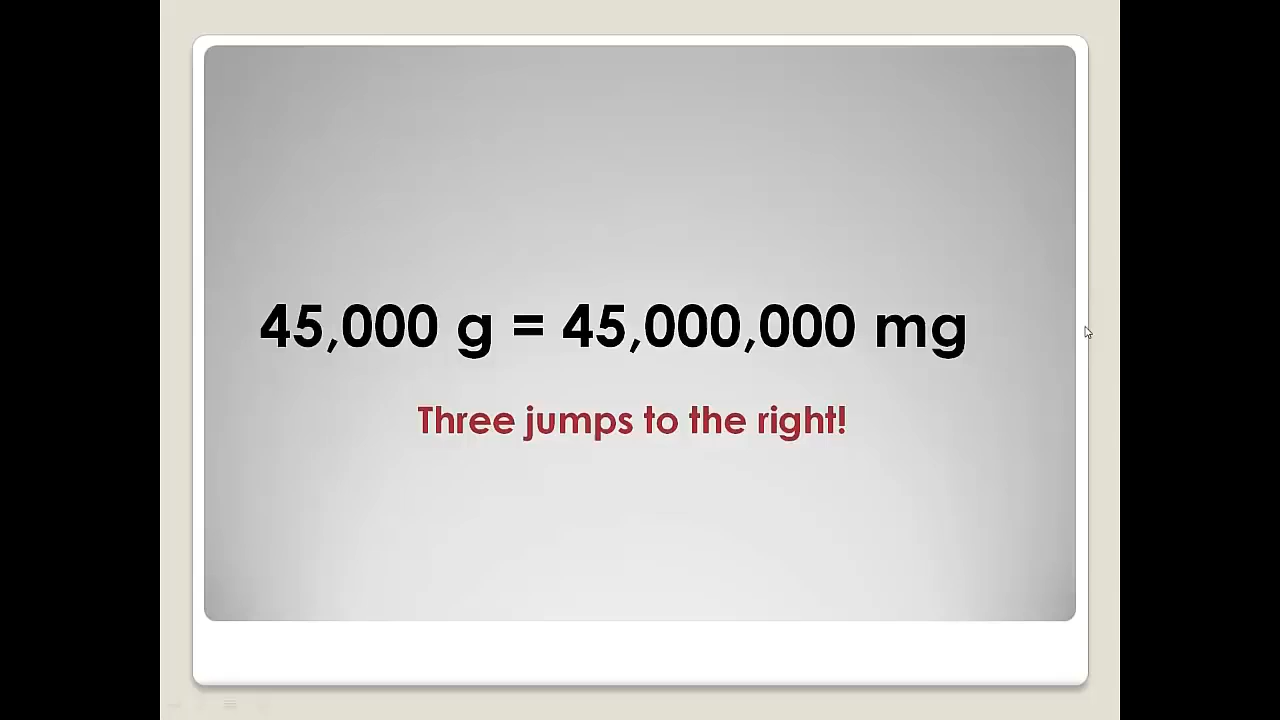 45,000 g = 45,000,000 mg
Three jumps to the right!